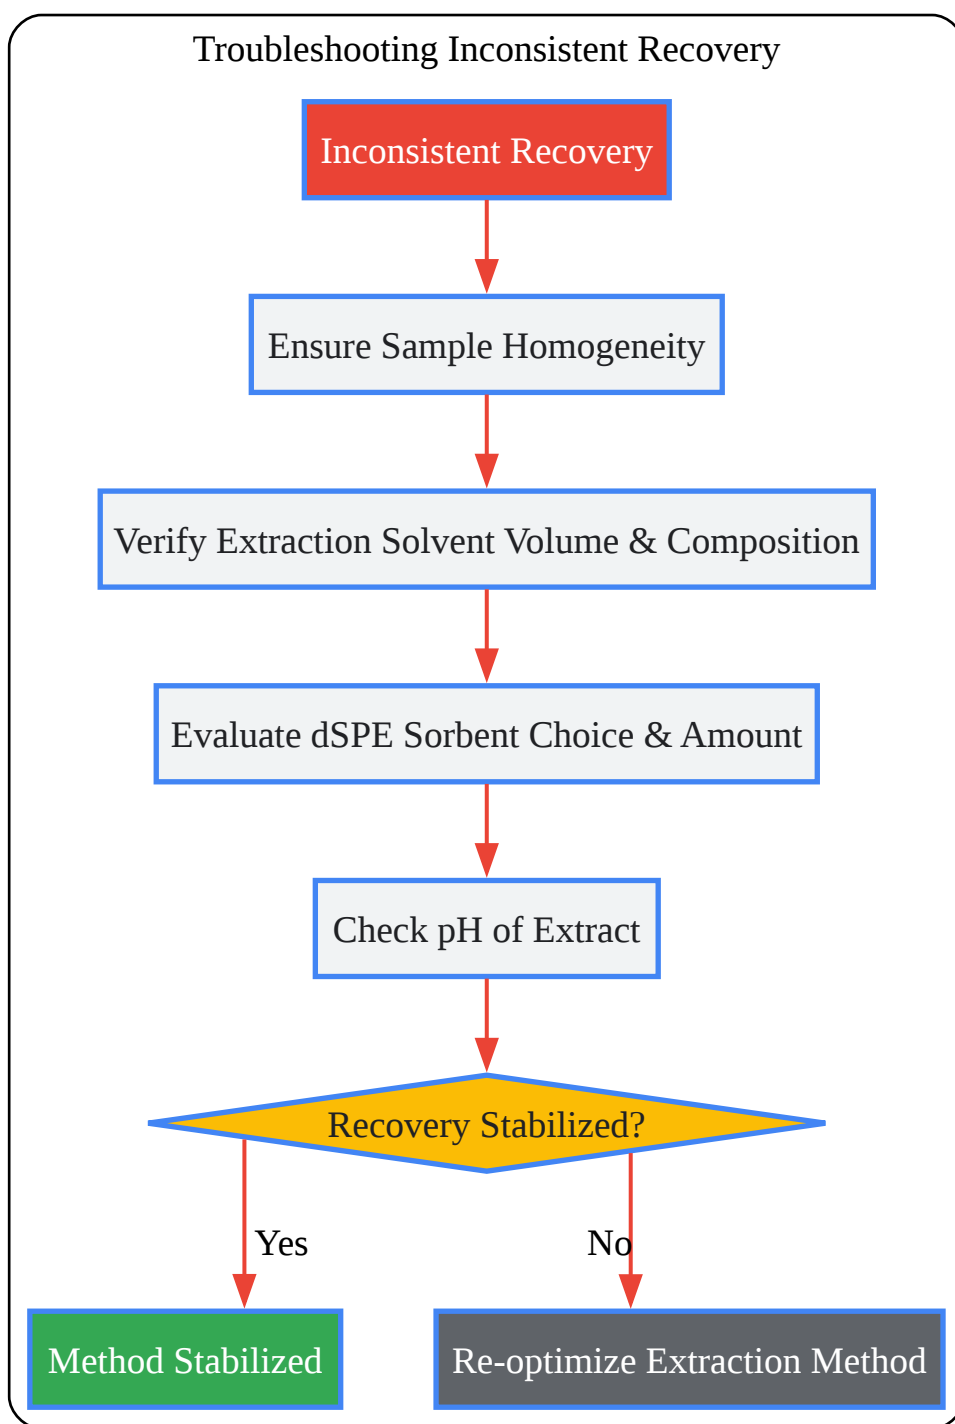 Troubleshooting Inconsistent Recovery
Inconsistent Recovery
Ensure Sample Homogeneity
Verify Extraction Solvent Volume & Composition
Evaluate dSPE Sorbent Choice & Amount
Check pH of Extract
Recovery Stabilized?
Yes
No
Method Stabilized
Re-optimize Extraction Method